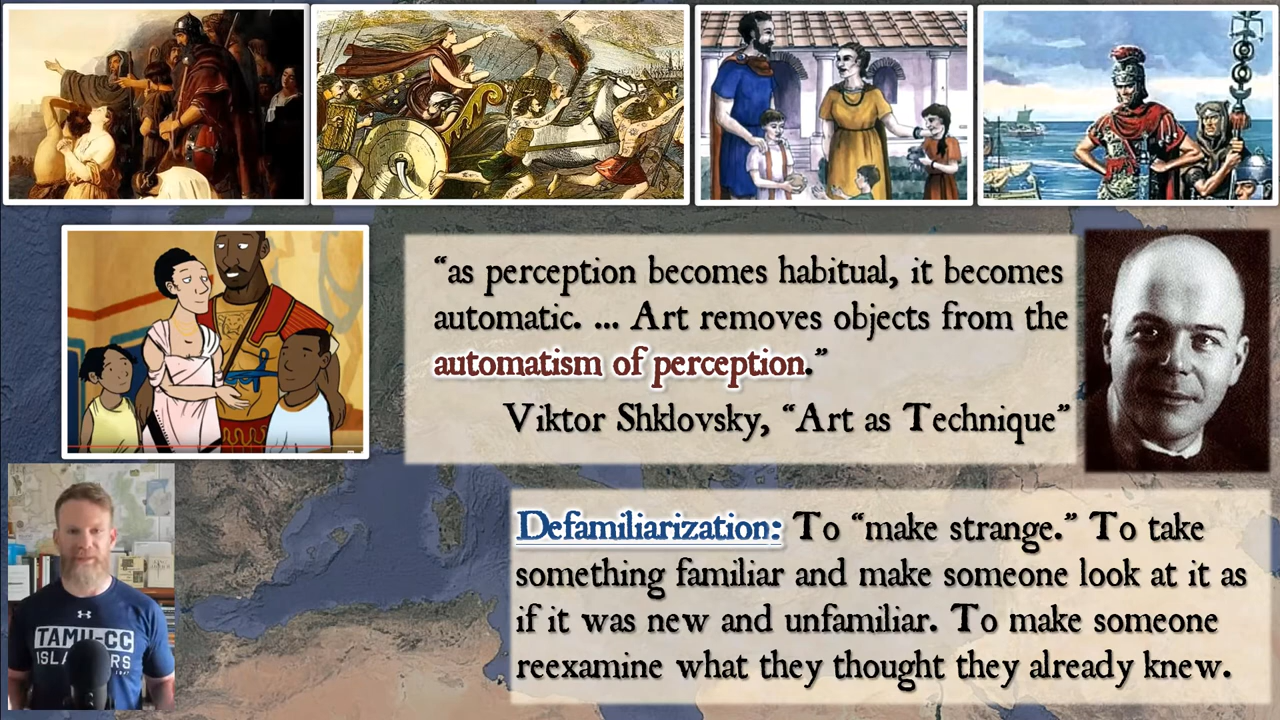 “as perception becomes habitual, it becomes
automatic. ... Art removes objects from the
automatism of perception.”
Viktor Shklovsky, “Art as Technique”
Defamiliarization: To “make strange.” To take
something familiar and make someone look at it as
if it was new and unfamiliar. To make someone
reexamine what they thought they already knew.
TAMU-CC